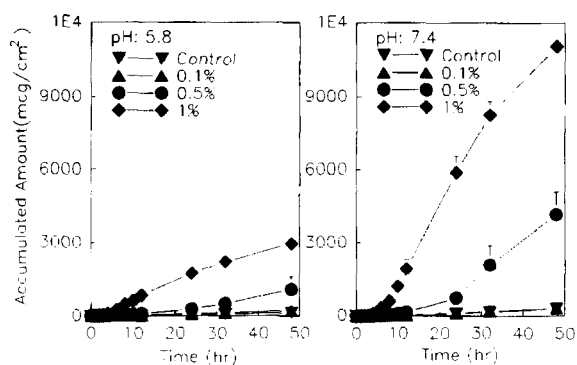 1E4
9000
6000
3000
0
Accumulated Amount(mcg/cm²)
pH: 5.8
Control
0.1%
0.5%
1%
0 10 20 30 40 50
Time (hr)
1E4
9000
6000
3000
0
pH: 7.4
Control
0.1%
0.5%
1%
0 10 20 30 40 50
Time (hr)